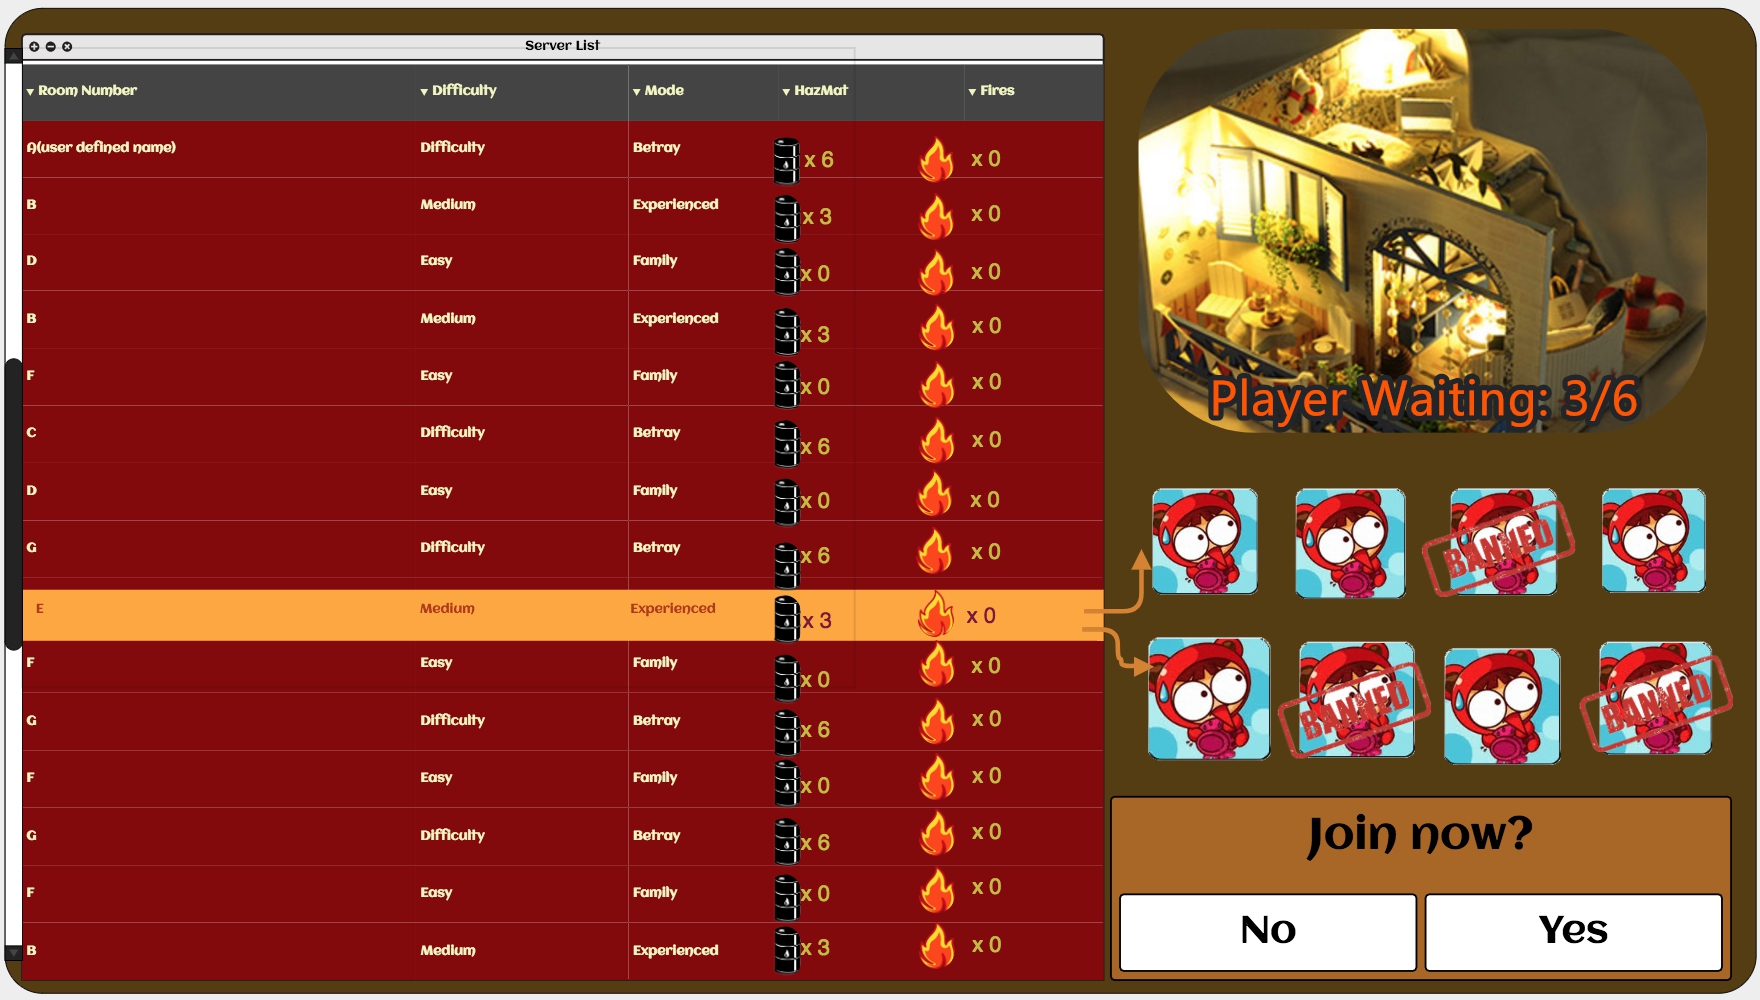 Server List
Room Number Difficulty Mode HazMat Fires
A(user defined name) Difficulty Betray x 6 x 0
B Medium Experienced x 3 x 0
D Easy Family x 0 x 0
B Medium Experienced x 3 x 0
F Easy Family x 0 x 0
C Difficulty Betray x 6 x 0
D Easy Family x 0 x 0
G Difficulty Betray x 6 x 0
E Medium Experienced x 3 x 0
F Easy Family x 0 x 0
G Difficulty Betray x 6 x 0
F Easy Family x 0 x 0
G Difficulty Betray x 6 x 0
F Easy Family x 0 x 0
B Medium Experienced x 3 x 0
Player Waiting: 3/6
BANNED
BANNED
BANNED
Join now?
No
Yes